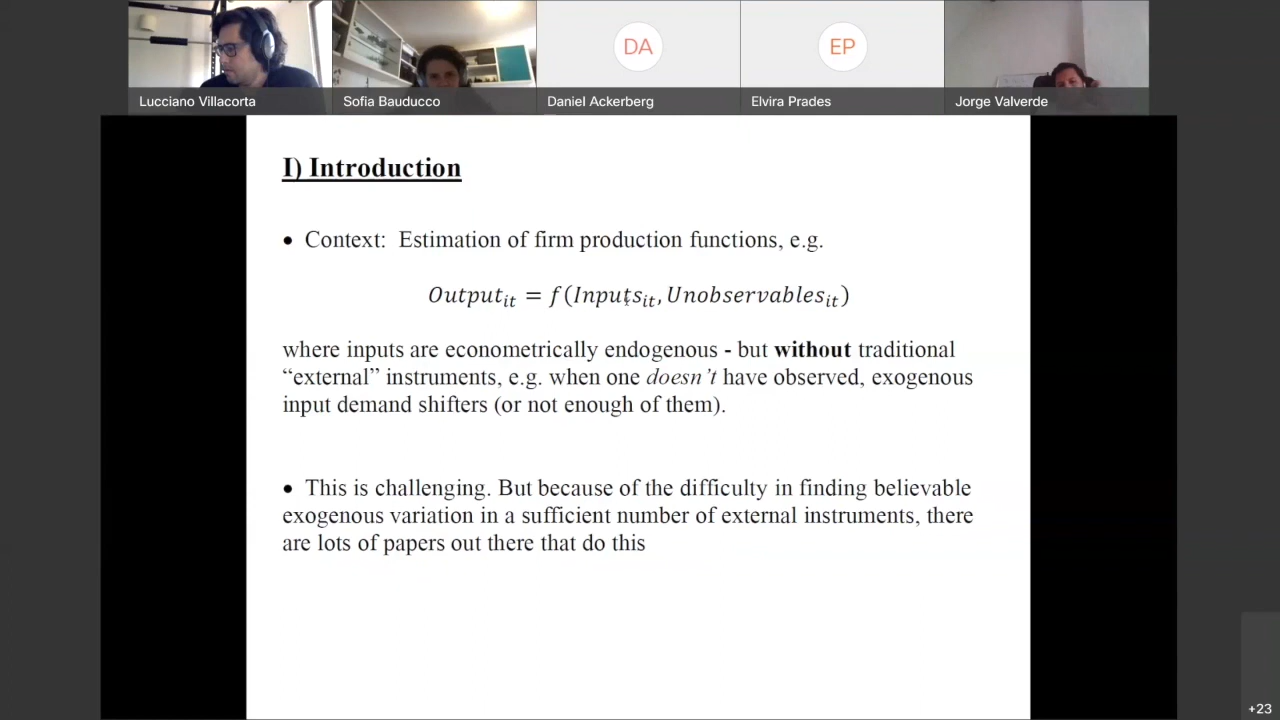 DA
EP
Lucciano Villacorta
Sofia Bauducco
Daniel Ackerberg
Elvira Prades
Jorge Valverde
I) Introduction
• Context: Estimation of firm production functions, e.g.
Output_it = f(Inputs_it, Unobservables_it)
where inputs are econometrically endogenous - but without traditional
“external” instruments, e.g. when one doesn’t have observed, exogenous
input demand shifters (or not enough of them).
• This is challenging. But because of the difficulty in finding believable
exogenous variation in a sufficient number of external instruments, there
are lots of papers out there that do this
+23